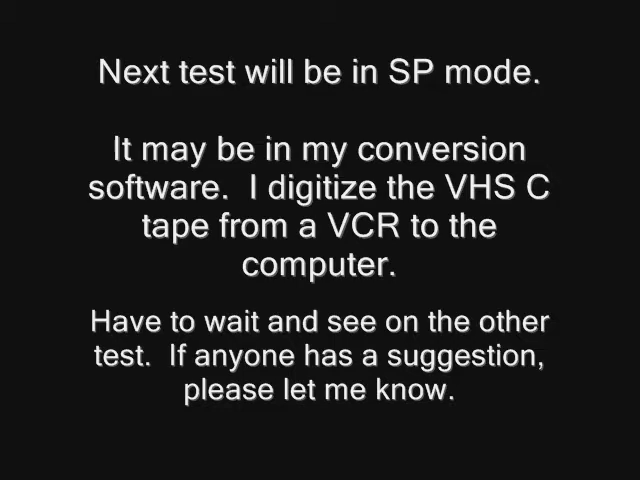 Next test will be in SP mode.
It may be in my conversion
software.  I digitize the VHS C
tape from a VCR to the
computer.
Have to wait and see on the other
test.  If anyone has a suggestion,
please let me know.